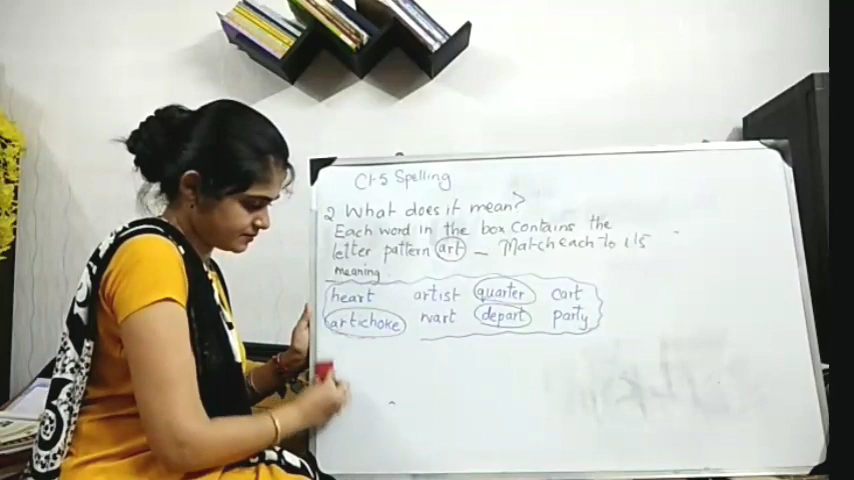 Cl-5 Spelling
2 What does it mean?
Each word in the box contains the
letter pattern art - Match each to its
meaning.
heart artist quarter cart
artichoke wart depart party